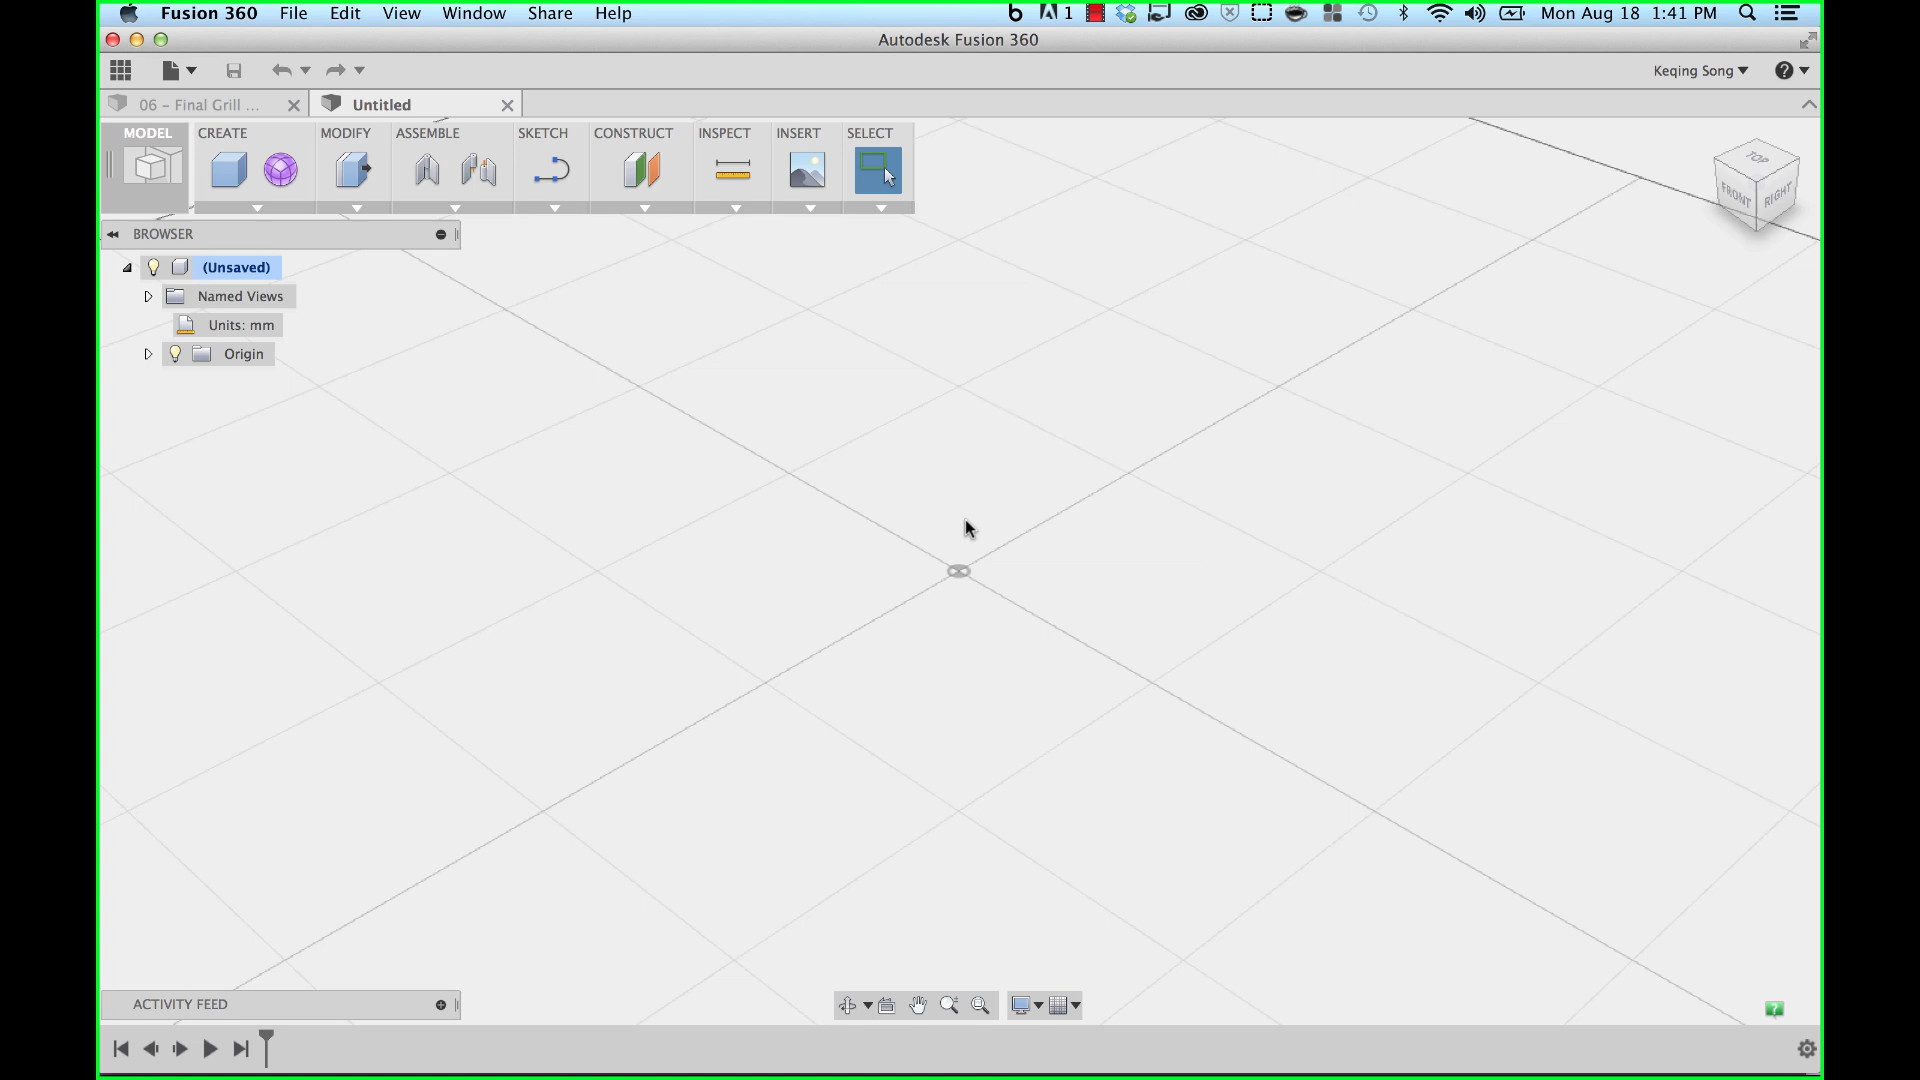 Fusion 360 File Edit View Window Share Help 1 Mon Aug 18 1:41 PM
Autodesk Fusion 360
Keqing Song ?
06 – Final Grill ... Untitled
MODEL CREATE MODIFY ASSEMBLE SKETCH CONSTRUCT INSPECT INSERT SELECT
TOP
FRONT RIGHT
BROWSER
(Unsaved)
Named Views
Units: mm
Origin
ACTIVITY FEED
?